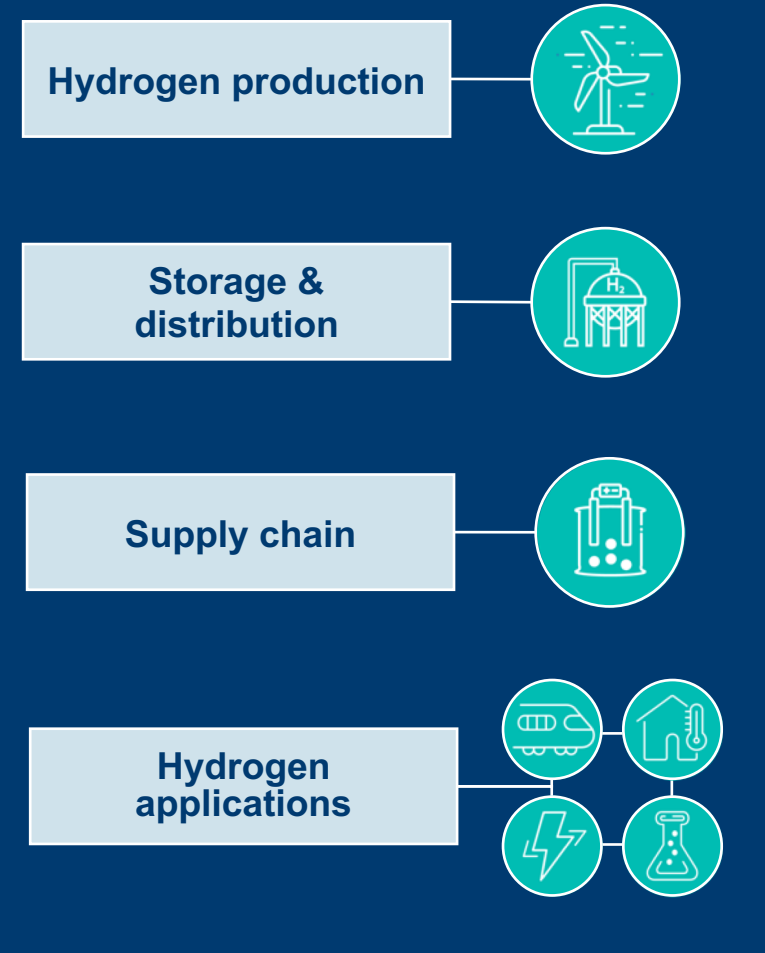 Hydrogen production
Storage &
distribution
H₂
Supply chain
Hydrogen
applications